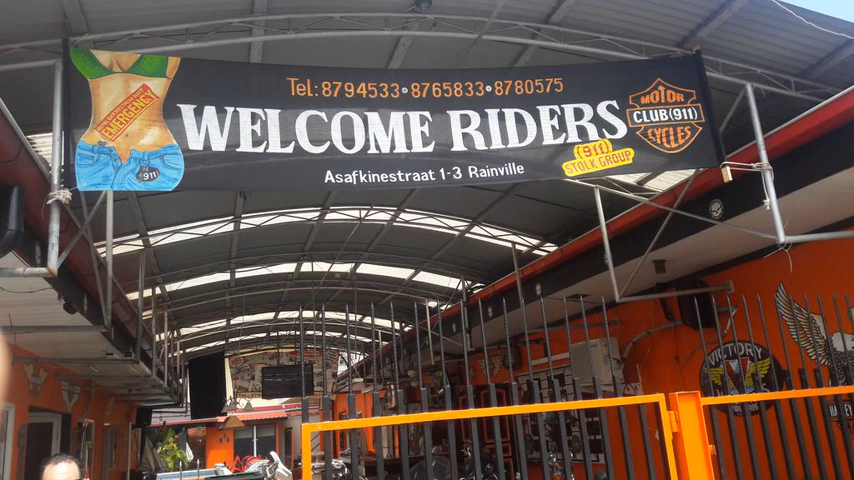 Tel: 8794533•8765833•8780575
WELCOME RIDERS
Asafkinestraat 1-3 Rainville
EMERGENCY
911
(911)
STOLK GROUP
MOTOR
CLUB(911)
CYCLES
VICTORY